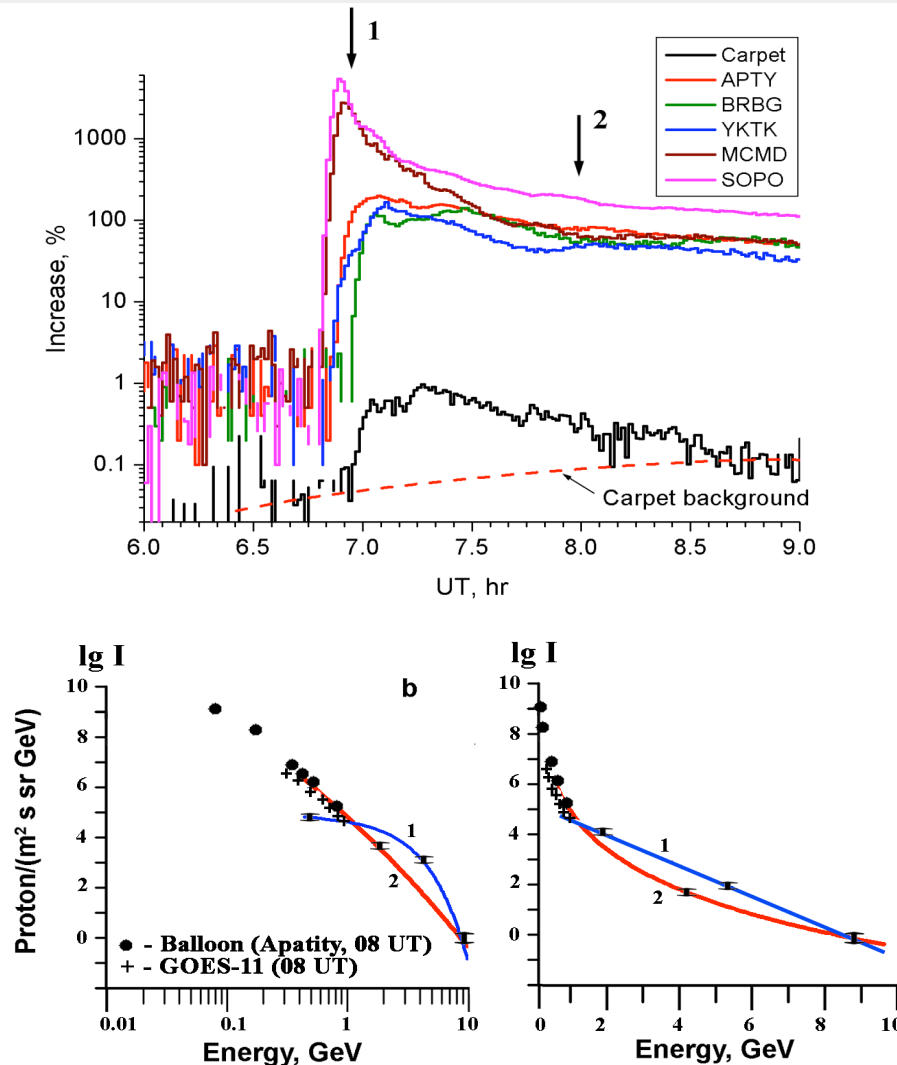 1
2
Carpet
APTY
BRBG
YKTK
MCMD
SOPO
1000
100
10
1
0.1
Increase, %
Carpet background
6.0 6.5 7.0 7.5 8.0 8.5 9.0
UT, hr
lg I
b
10
8
6
4
2
0
1
2
Proton/(m² s sr GeV)
● - Balloon (Apatity, 08 UT)
+ - GOES-11 (08 UT)
0.01 0.1 1 10
Energy, GeV
lg I
10
8
6
4
2
0
1
2
0 2 4 6 8 10
Energy, GeV